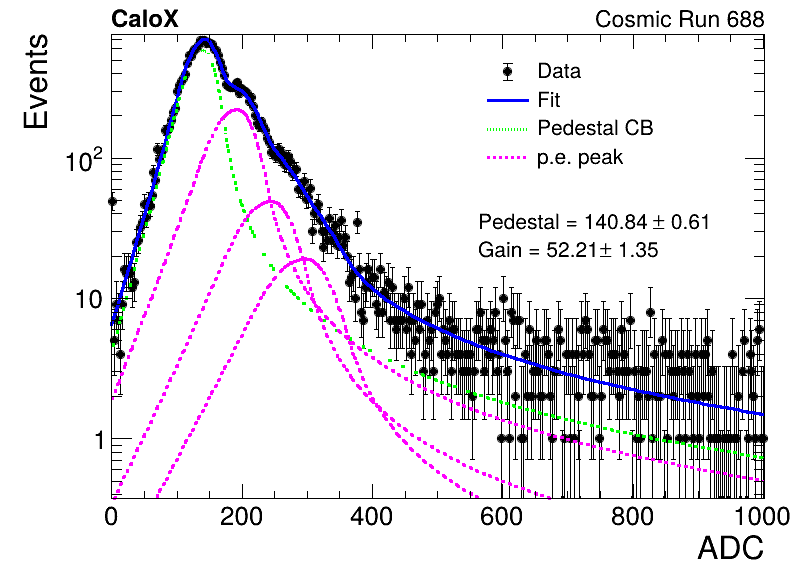 CaloX Cosmic Run 688
Events
Data
Fit
Pedestal CB
p.e. peak
Pedestal = 140.84 ± 0.61
Gain = 52.21± 1.35
10²
10
1
0 200 400 600 800 1000
ADC